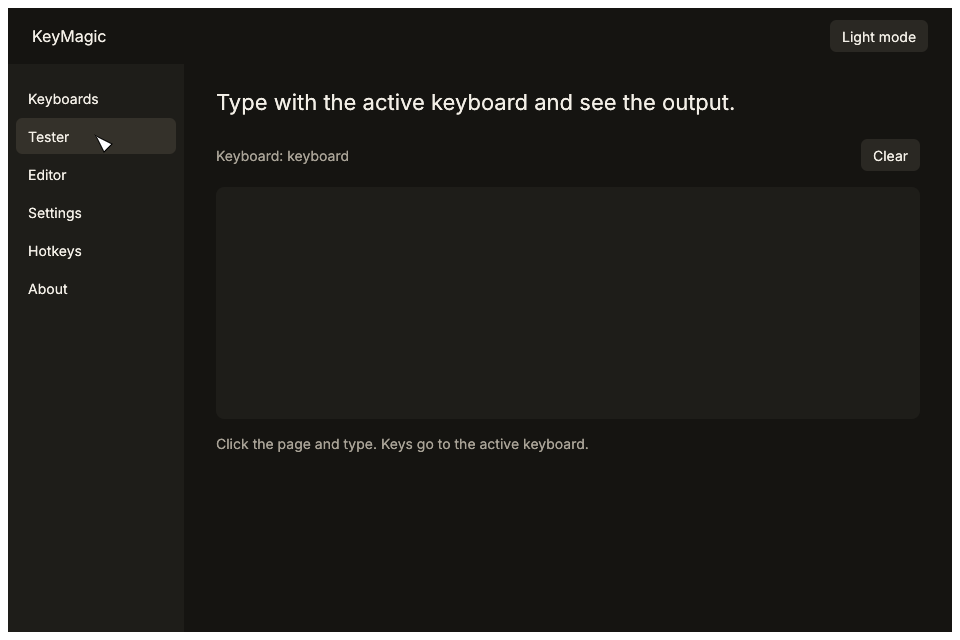 KeyMagic
Light mode
Keyboards
Tester
Editor
Settings
Hotkeys
About
Type with the active keyboard and see the output.
Keyboard: keyboard
Clear
Click the page and type. Keys go to the active keyboard.